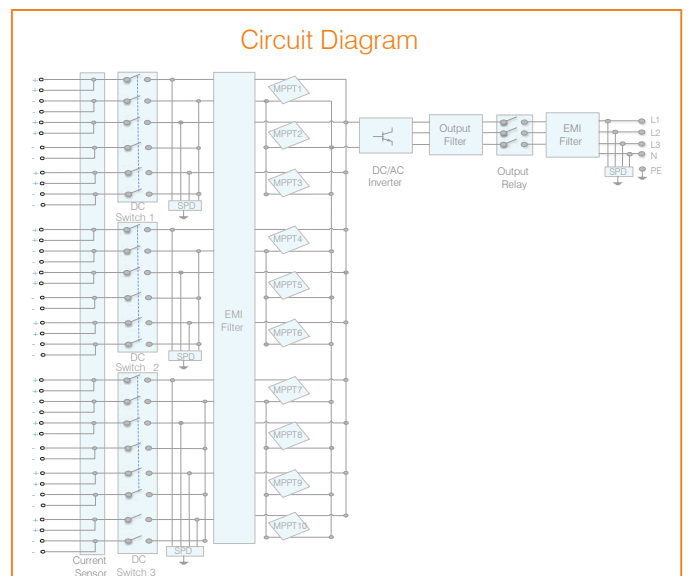 Circuit Diagram
+
+
-
-
+
+
-
-
+
+
-
-
DC
Switch 1
SPD
MPPT1
MPPT2
MPPT3
DC/AC
Inverter
Output
Filter
Output
Relay
EMI
Filter
L1
L2
L3
N
SPD
PE
+
+
-
-
+
+
-
-
+
+
-
-
DC
Switch 2
SPD
MPPT4
MPPT5
MPPT6
EMI
Filter
+
+
-
-
+
+
-
-
+
+
-
-
+
+
-
-
Current
Sensor
DC
Switch 3
SPD
MPPT7
MPPT8
MPPT9
MPPT10